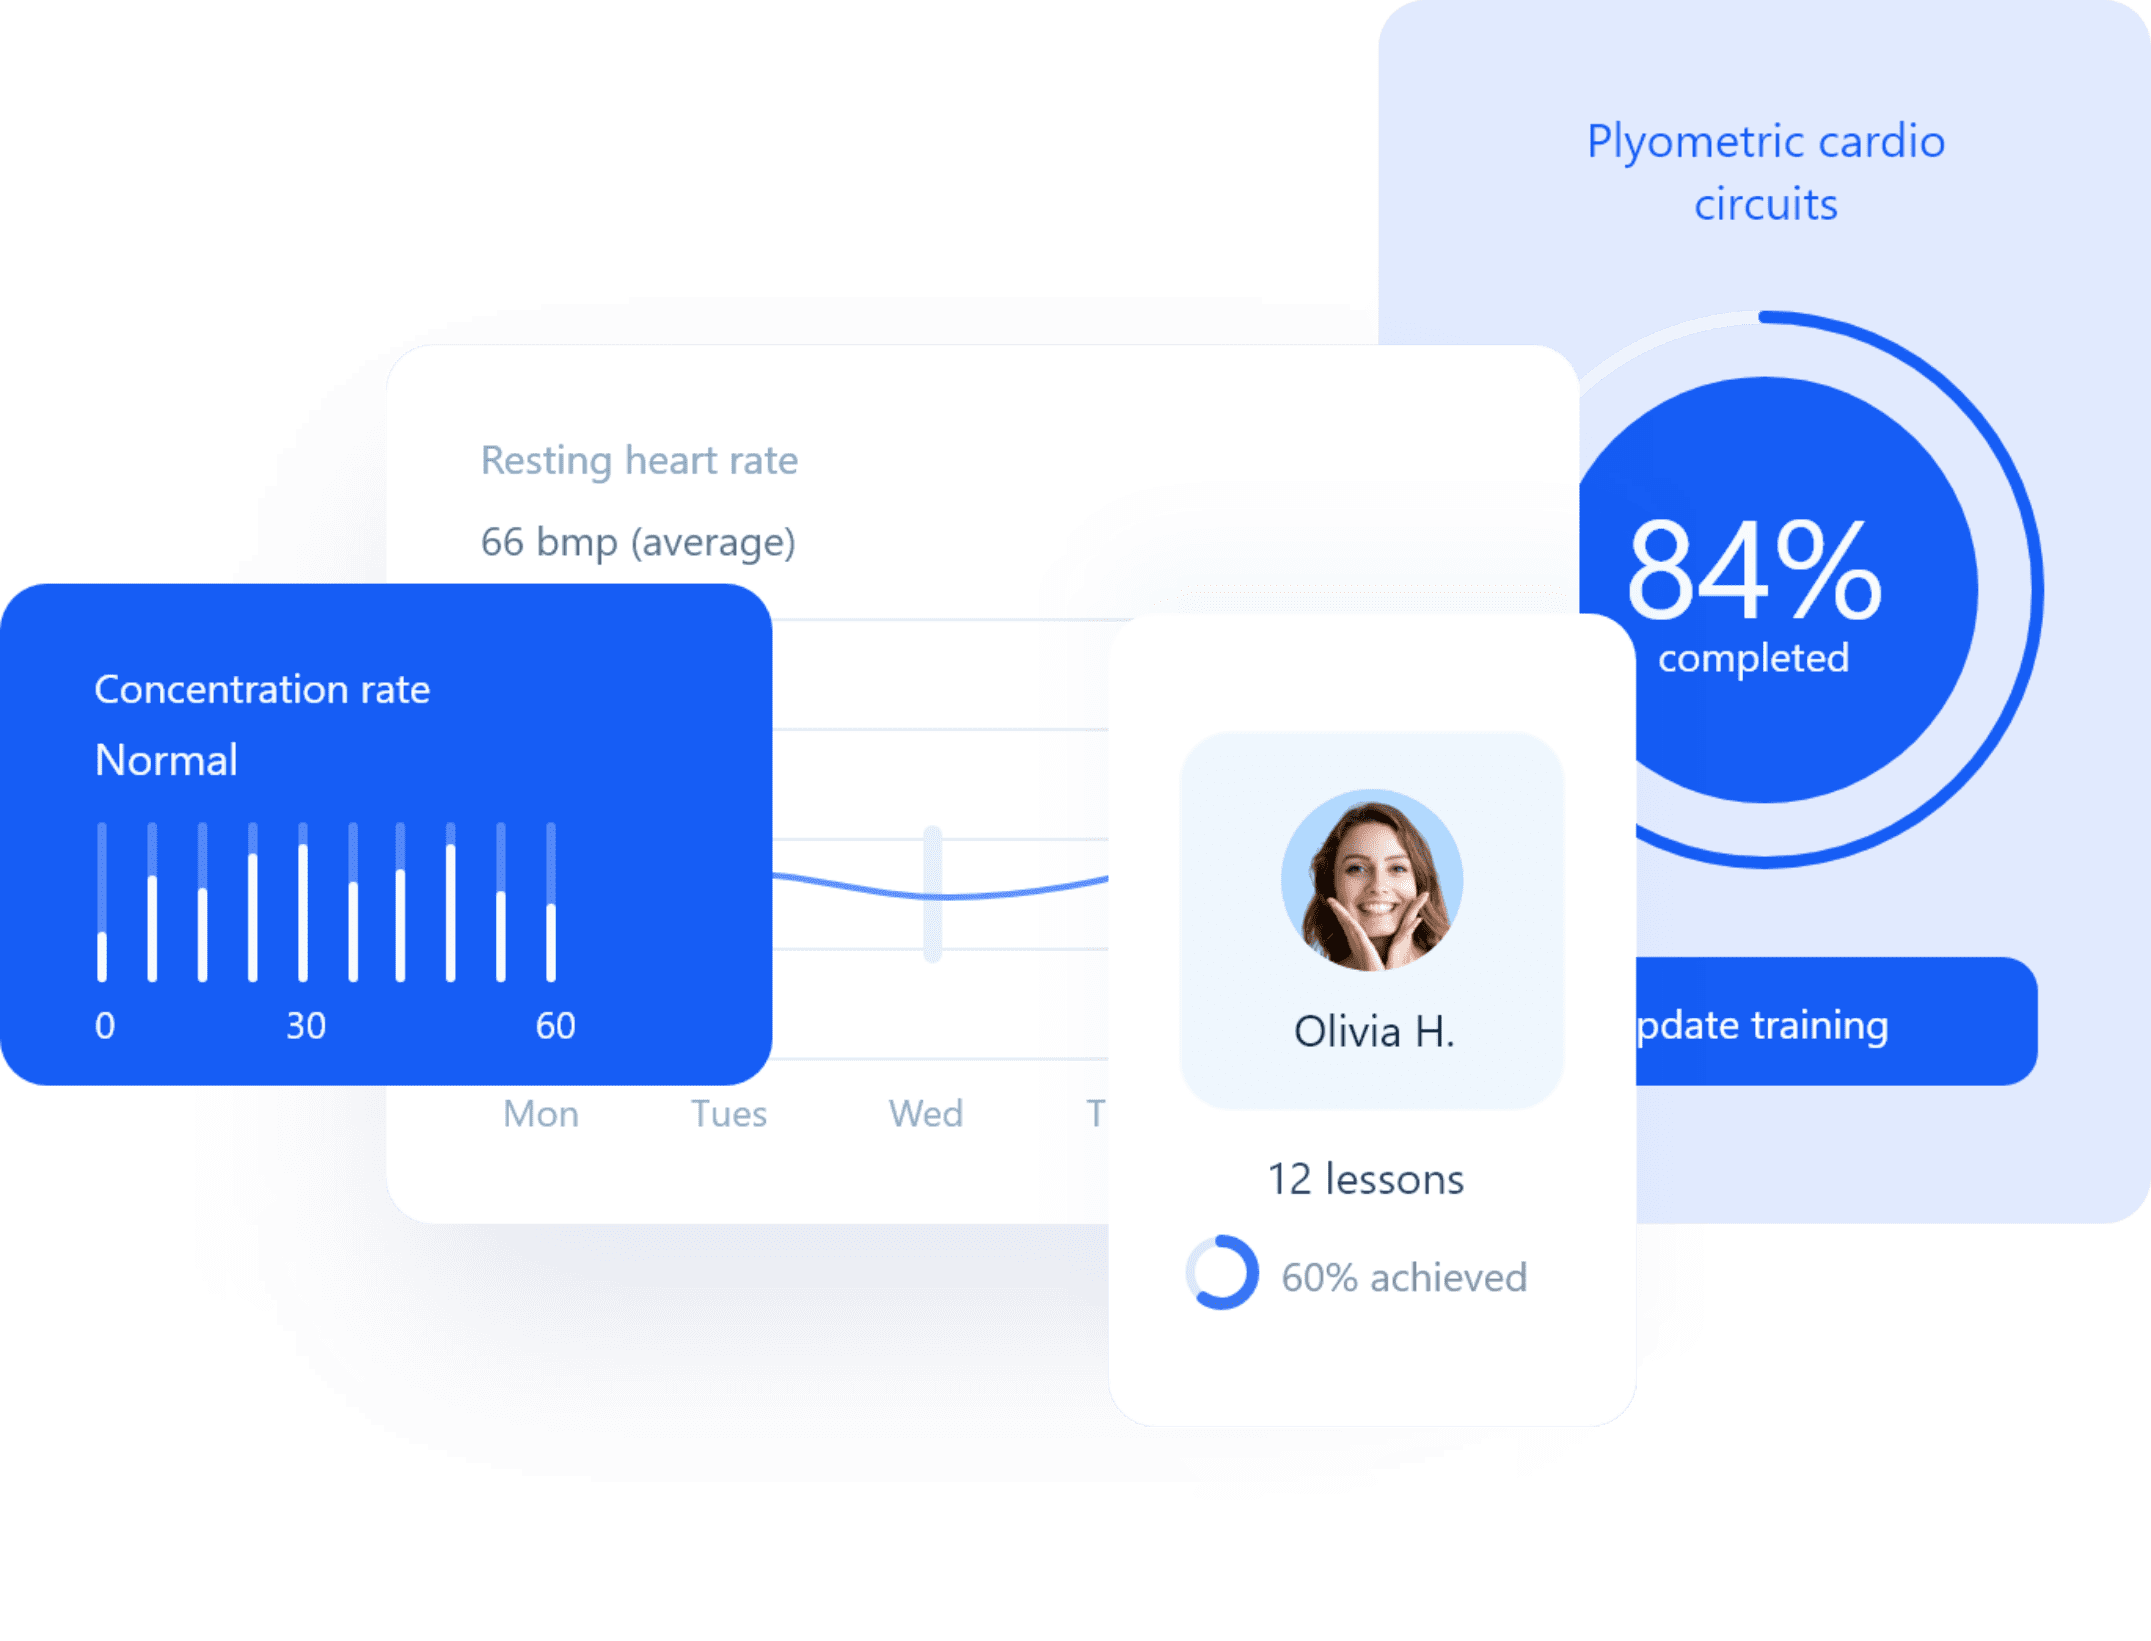 Plyometric cardio
circuits
84%
completed
pdate training
Resting heart rate
66 bmp (average)
Mon Tues Wed T
Concentration rate
Normal
0 30 60
Olivia H.
12 lessons
60% achieved